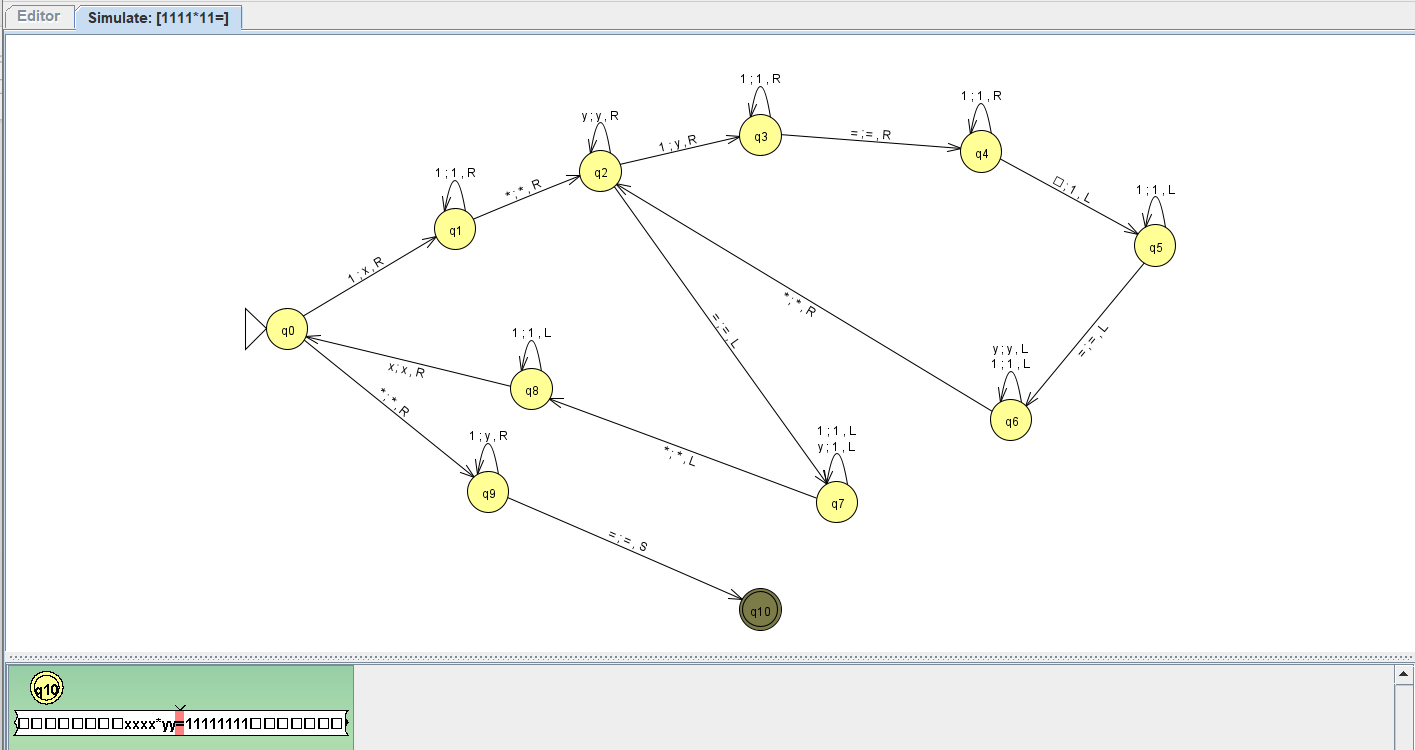 Editor
Simulate: [1111*11=]
1 ; 1 , R
1 ; 1 , R
y ; y , R
q3
=; = , R
q4
1 ; y , R
q2
1 ; 1 , R
*; * , R
□ ; 1 , L
1 ; 1 , L
q1
q5
1 ; x , R
*; * , R
q0
=; = , L
=; = , L
1 ; 1 , L
y ; y , L
1 ; 1 , L
x ; x , R
q8
*; * , R
q6
1 ; y , R
1 ; 1 , L
y ; 1 , L
*; * , L
q9
q7
=; = , S
q10
q10
□□□□□□□□xxxx*yy=11111111□□□□□□□